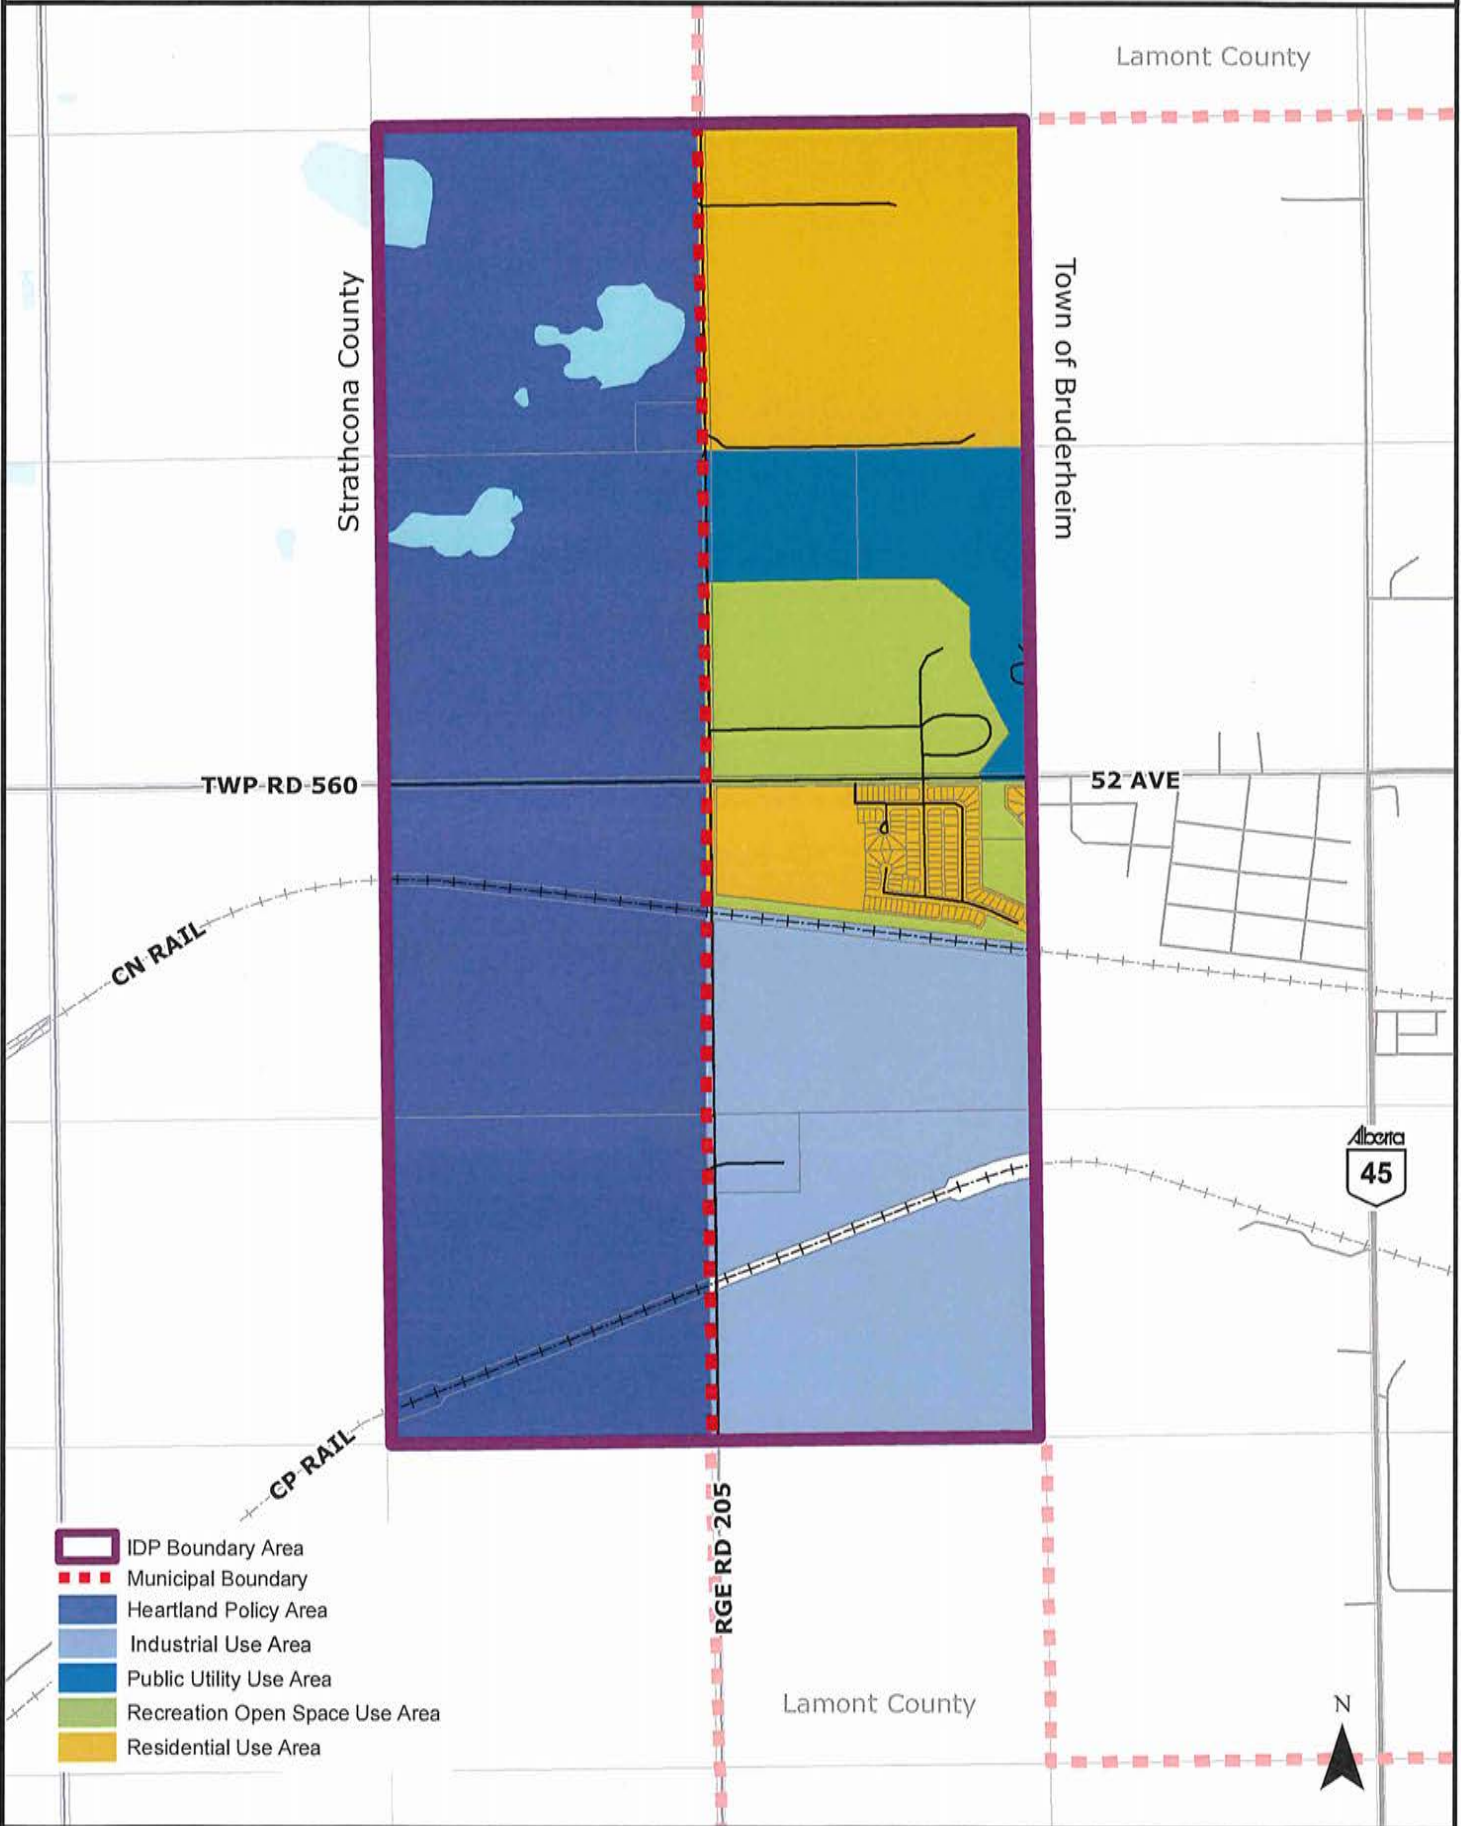 Lamont County
Strathcona County
Town of Bruderheim
TWP RD 560
52 AVE
CN RAIL
Alberta
45
CP RAIL
RGE RD 205
IDP Boundary Area
Municipal Boundary
Heartland Policy Area
Industrial Use Area
Public Utility Use Area
Recreation Open Space Use Area
Residential Use Area
Lamont County
N